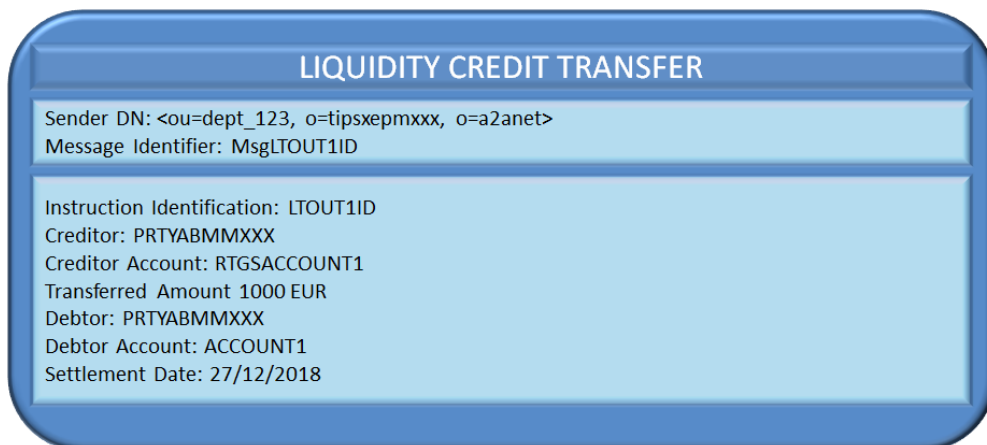 LIQUIDITY CREDIT TRANSFER
Sender DN: <ou=dept_123, o=tipsxepmxxx, o=a2anet>
Message Identifier: MsgLTOUT1ID
Instruction Identification: LTOUT1ID
Creditor: PRTYABMMXXX
Creditor Account: RTGSACCOUNT1
Transferred Amount 1000 EUR
Debtor: PRTYABMMXXX
Debtor Account: ACCOUNT1
Settlement Date: 27/12/2018